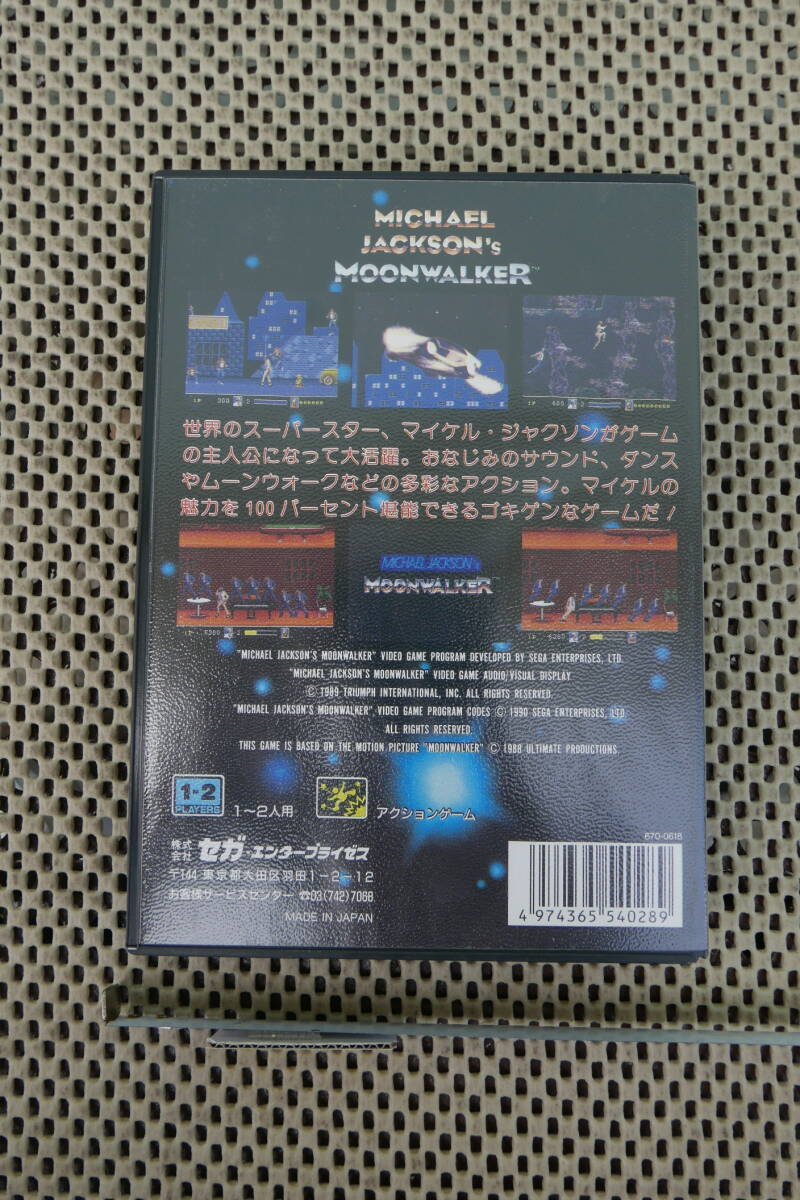 MICHAEL
JACKSON'S
MOONWALKER™
1P 300
1P 400
世界のスーパースター、マイケル・ジャクソンがゲーム
の主人公になって大活躍。おなじみのサウンド、ダンス
やムーンウォークなどの多彩なアクション。マイケルの
魅力を100パーセント堪能できるゴキゲンなゲームだ!
MICHAEL JACKSON'S
MOONWALKER
"MICHAEL JACKSON'S MOONWALKER" VIDEO GAME PROGRAM DEVELOPED BY SEGA ENTERPRISES, LTD.
"MICHAEL JACKSON'S MOONWALKER" VIDEO GAME AUDIO/VISUAL DISPLAY
© 1989 TRIUMPH INTERNATIONAL, INC. ALL RIGHTS RESERVED.
"MICHAEL JACKSON'S MOONWALKER" VIDEO GAME PROGRAM CODES © 1990 SEGA ENTERPRISES, LTD.
ALL RIGHTS RESERVED.
THIS GAME IS BASED ON THE MOTION PICTURE "MOONWALKER" © 1988 ULTIMATE PRODUCTIONS.
1-2
PLAYERS
1〜2人用
アクションゲーム
670-0618
株式会社 セガ・エンタープライゼス
〒144 東京都大田区羽田1-2-12
お客様サービスセンター ☎03(742)7068
MADE IN JAPAN
4 974365 540289